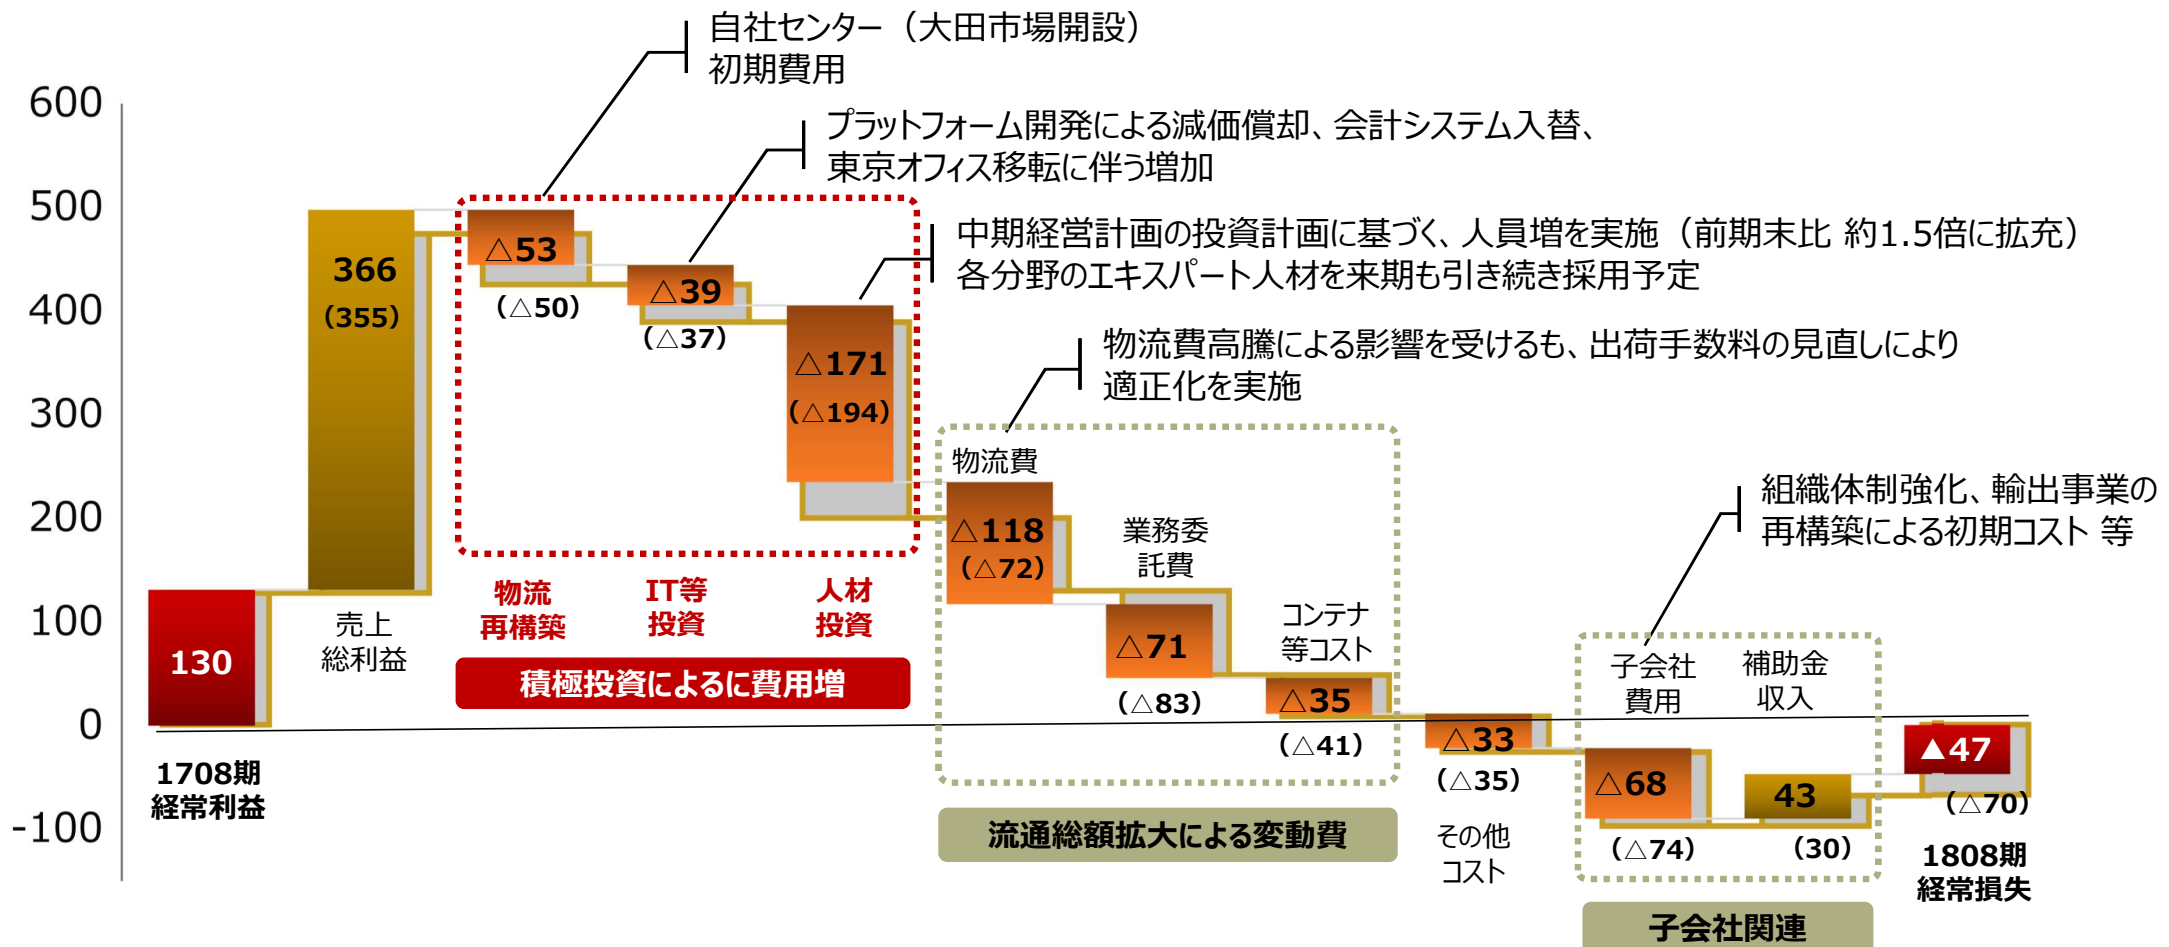 自社センター（大田市場開設）
初期費用
プラットフォーム開発による減価償却、会計システム入替、
東京オフィス移転に伴う増加
中期経営計画の投資計画に基づく、人員増を実施（前期末比 約1.5倍に拡充）
各分野のエキスパート人材を来期も引き続き採用予定
物流費高騰による影響を受けるも、出荷手数料の見直しにより
適正化を実施
組織体制強化、輸出事業の
再構築による初期コスト 等
600
500
400
300
200
100
0
-100
130
1708期
経常利益
366
（355）
売上
総利益
△53
（△50）
物流
再構築
△39
（△37）
IT等
投資
△171
（△194）
人材
投資
積極投資によるに費用増
物流費
△118
（△72）
業務委
託費
△71
（△83）
コンテナ
等コスト
△35
（△41）
流通総額拡大による変動費
△33
（△35）
その他
コスト
子会社
費用
△68
（△74）
補助金
収入
43
（30）
子会社関連
▲47
（△70）
1808期
経常損失